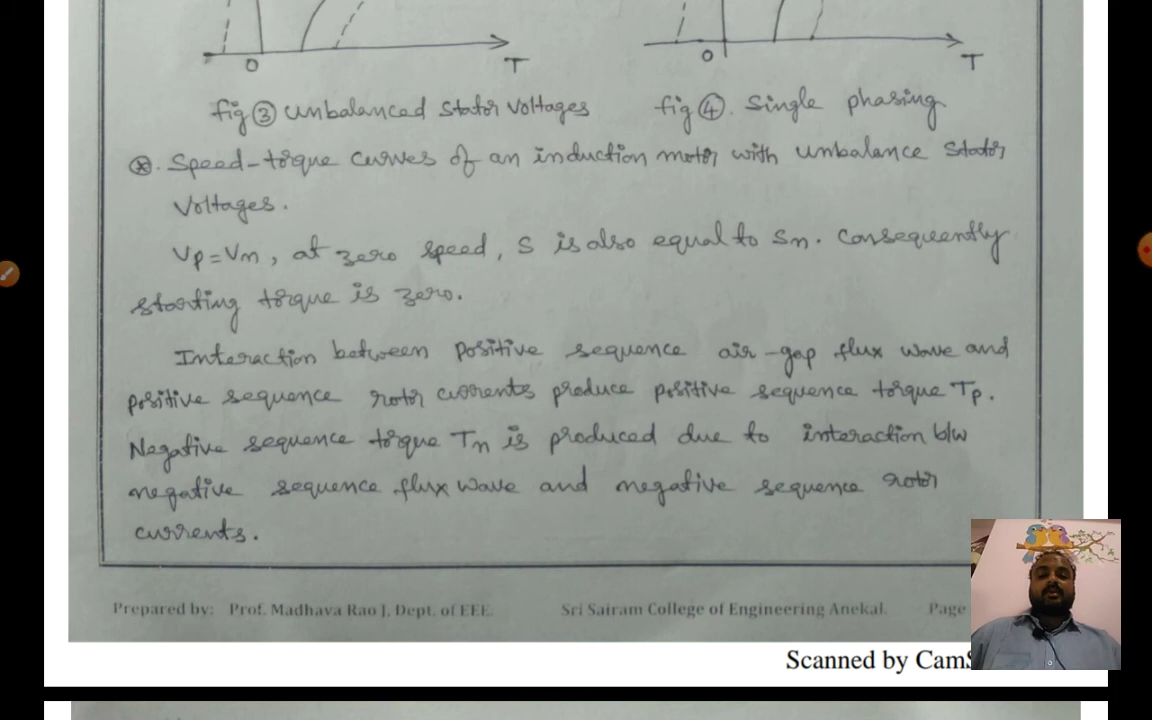 O T O T
fig ③ unbalanced stator voltages fig ④. Single phasing
⊛. Speed-torque curves of an induction motor with unbalance stator
voltages.
Vp=Vn, at zero speed, S is also equal to Sn. Consequently
starting torque is zero.
Interaction between positive sequence air-gap flux wave and
positive sequence rotor currents produce positive sequence torque Tp.
Negative sequence torque Tn is produced due to interaction b/w
negative sequence flux wave and negative sequence rotor
currents.
Prepared by: Prof. Madhava Rao J, Dept. of EEE. Sri Sairam College of Engineering Anekal. Page
Scanned by CamS